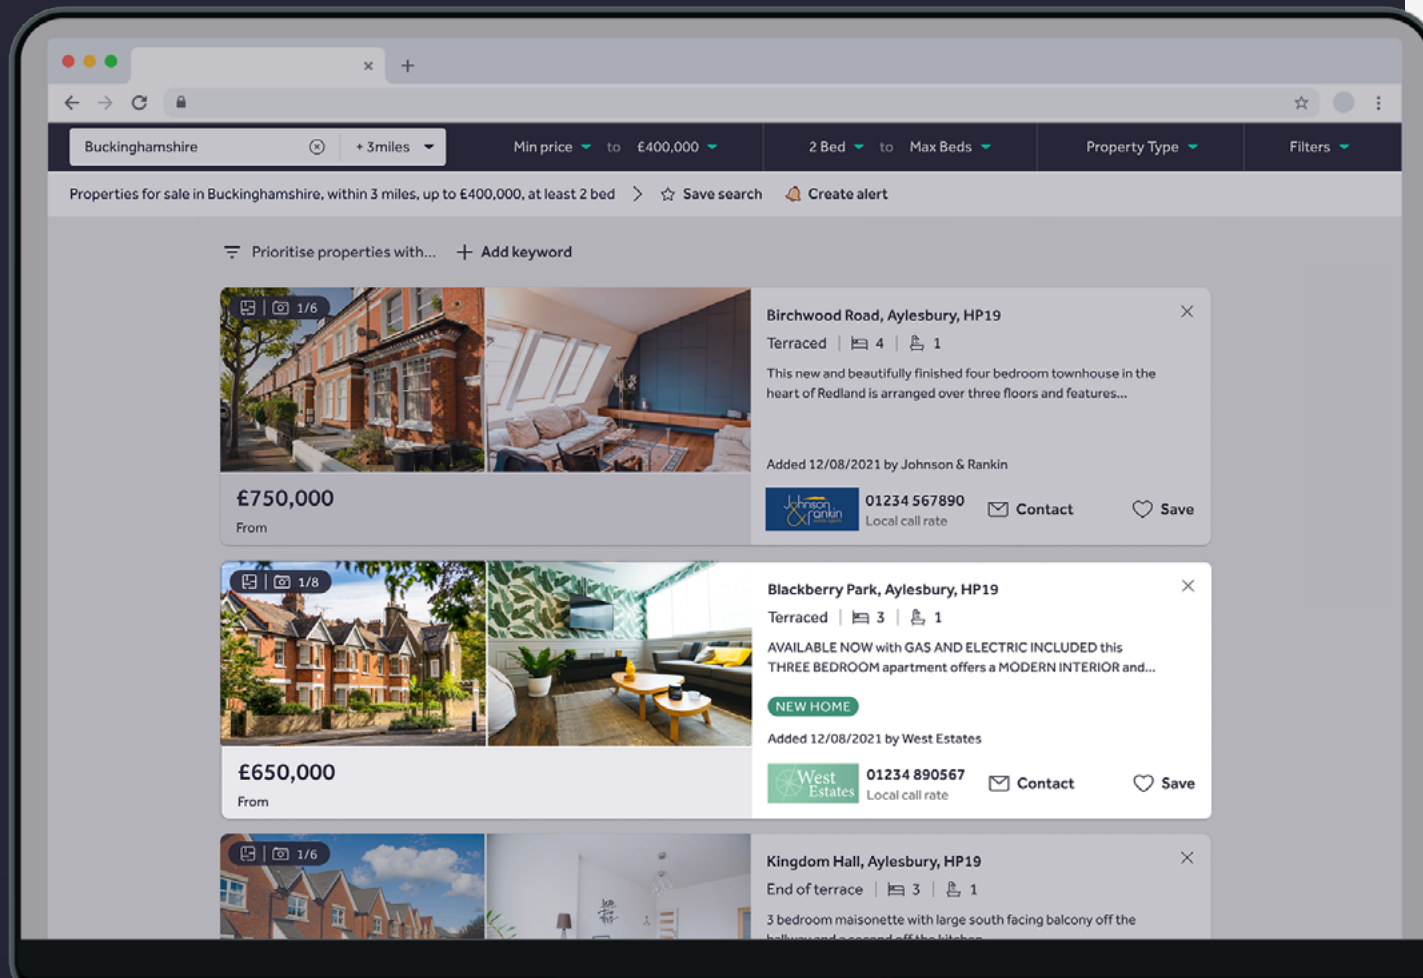 Buckinghamshire + 3miles Min price to £400,000 2 Bed to Max Beds Property Type Filters
Properties for sale in Buckinghamshire, within 3 miles, up to £400,000, at least 2 bed Save search Create alert
Prioritise properties with... Add keyword
1/6
Birchwood Road, Aylesbury, HP19
Terraced 4 1
This new and beautifully finished four bedroom townhouse in the
heart of Redland is arranged over three floors and features...
Added 12/08/2021 by Johnson & Rankin
£750,000
From
Johnson
& rankin
01234 567890
Local call rate
Contact
Save
1/8
Blackberry Park, Aylesbury, HP19
Terraced 3 1
AVAILABLE NOW with GAS AND ELECTRIC INCLUDED this
THREE BEDROOM apartment offers a MODERN INTERIOR and...
NEW HOME
Added 12/08/2021 by West Estates
£650,000
From
West
Estates
01234 890567
Local call rate
Contact
Save
1/6
Kingdom Hall, Aylesbury, HP19
End of terrace 3 1
3 bedroom maisonette with large south facing balcony off the
hallway and a second off the kitchen